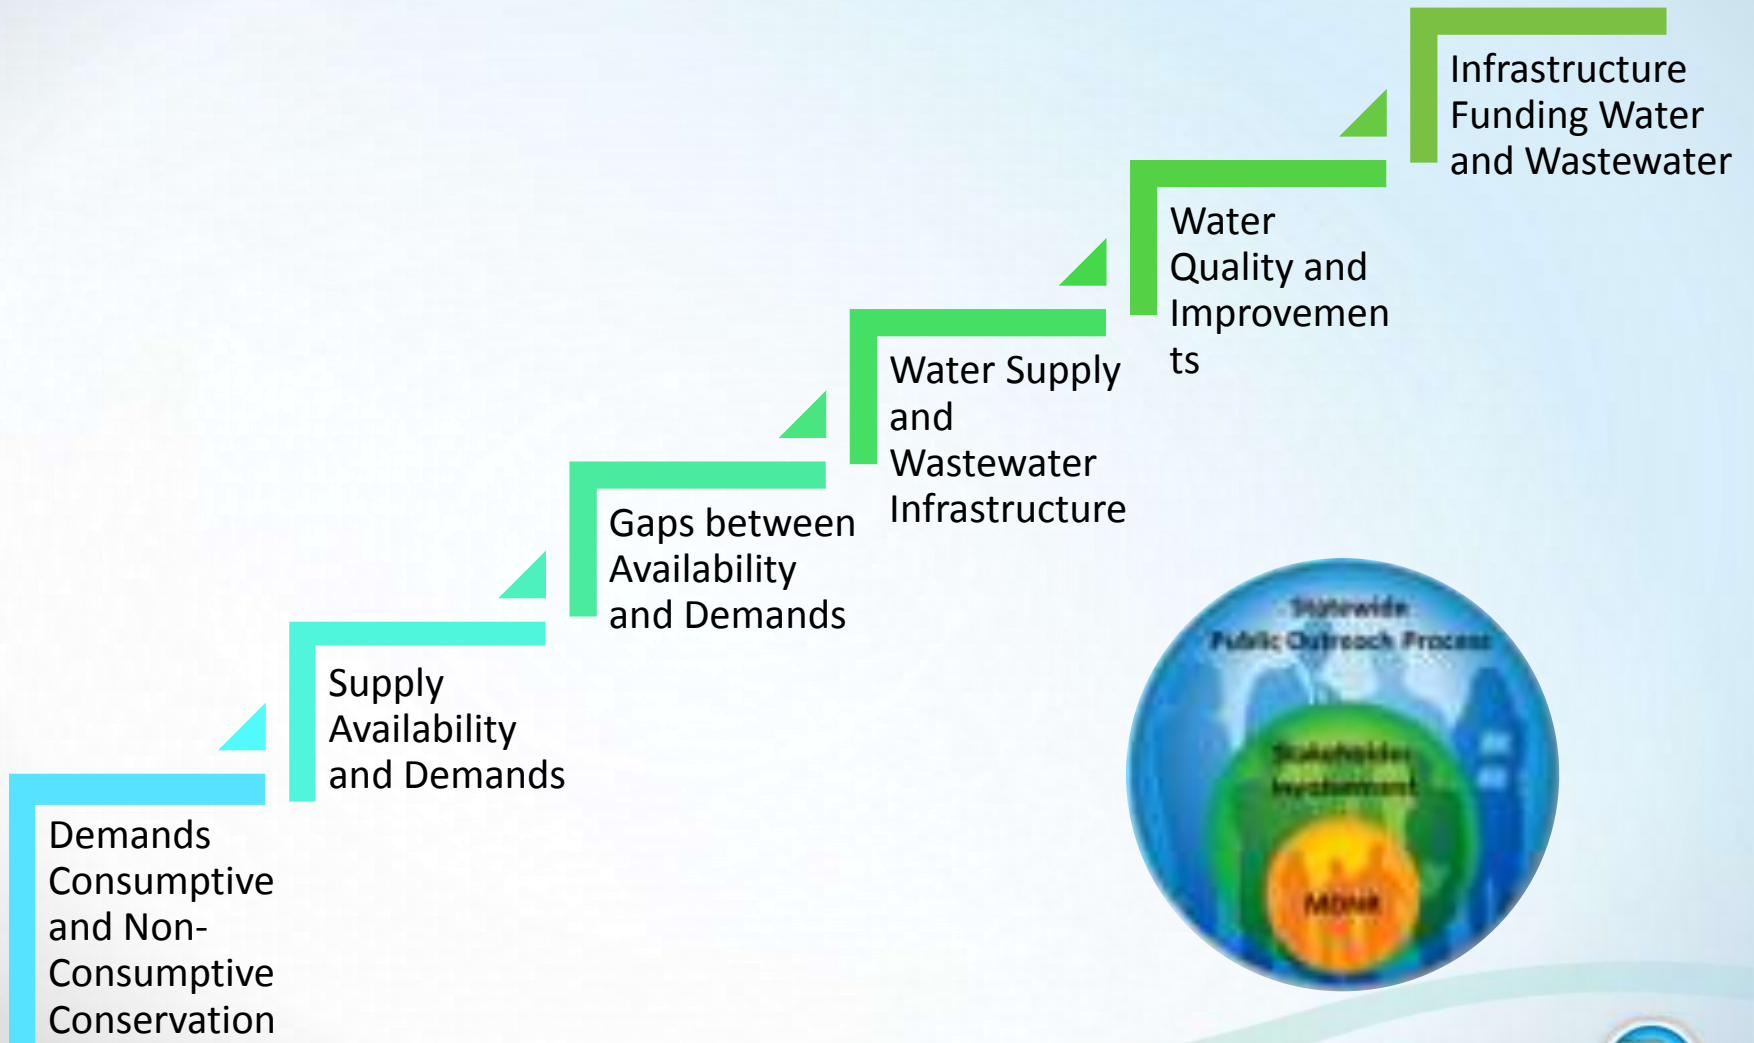 Infrastructure
Funding Water
and Wastewater
Water
Quality and
Improvemen
ts
Water Supply
and
Wastewater
Infrastructure
Gaps between
Availability
and Demands
Supply
Availability
and Demands
Demands
Consumptive
and Non-
Consumptive
Conservation
Statewide
Public Outreach Process
Stakeholder
Involvement
MDNR